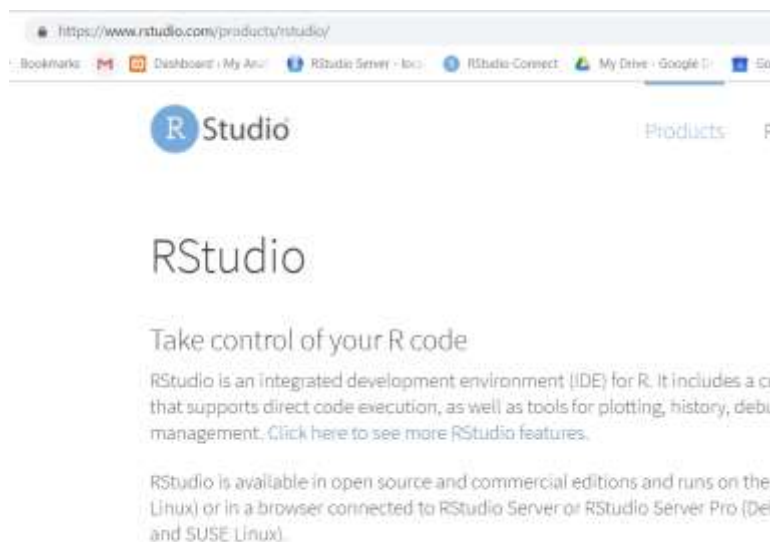 https://www.rstudio.com/products/rstudio/
Bookmarks M Dashboard My RStudio Server - RStudio Connect My Drive - Google
R Studio
Products
RStudio
Take control of your R code
RStudio is an integrated development environment (IDE) for R. It includes a
that supports direct code execution, as well as tools for plotting, history,
management. Click here to see more RStudio features.
RStudio is available in open source and commercial editions and runs on the
Linux) or in a browser connected to RStudio Server or RStudio Server Pro
and SUSE Linux).